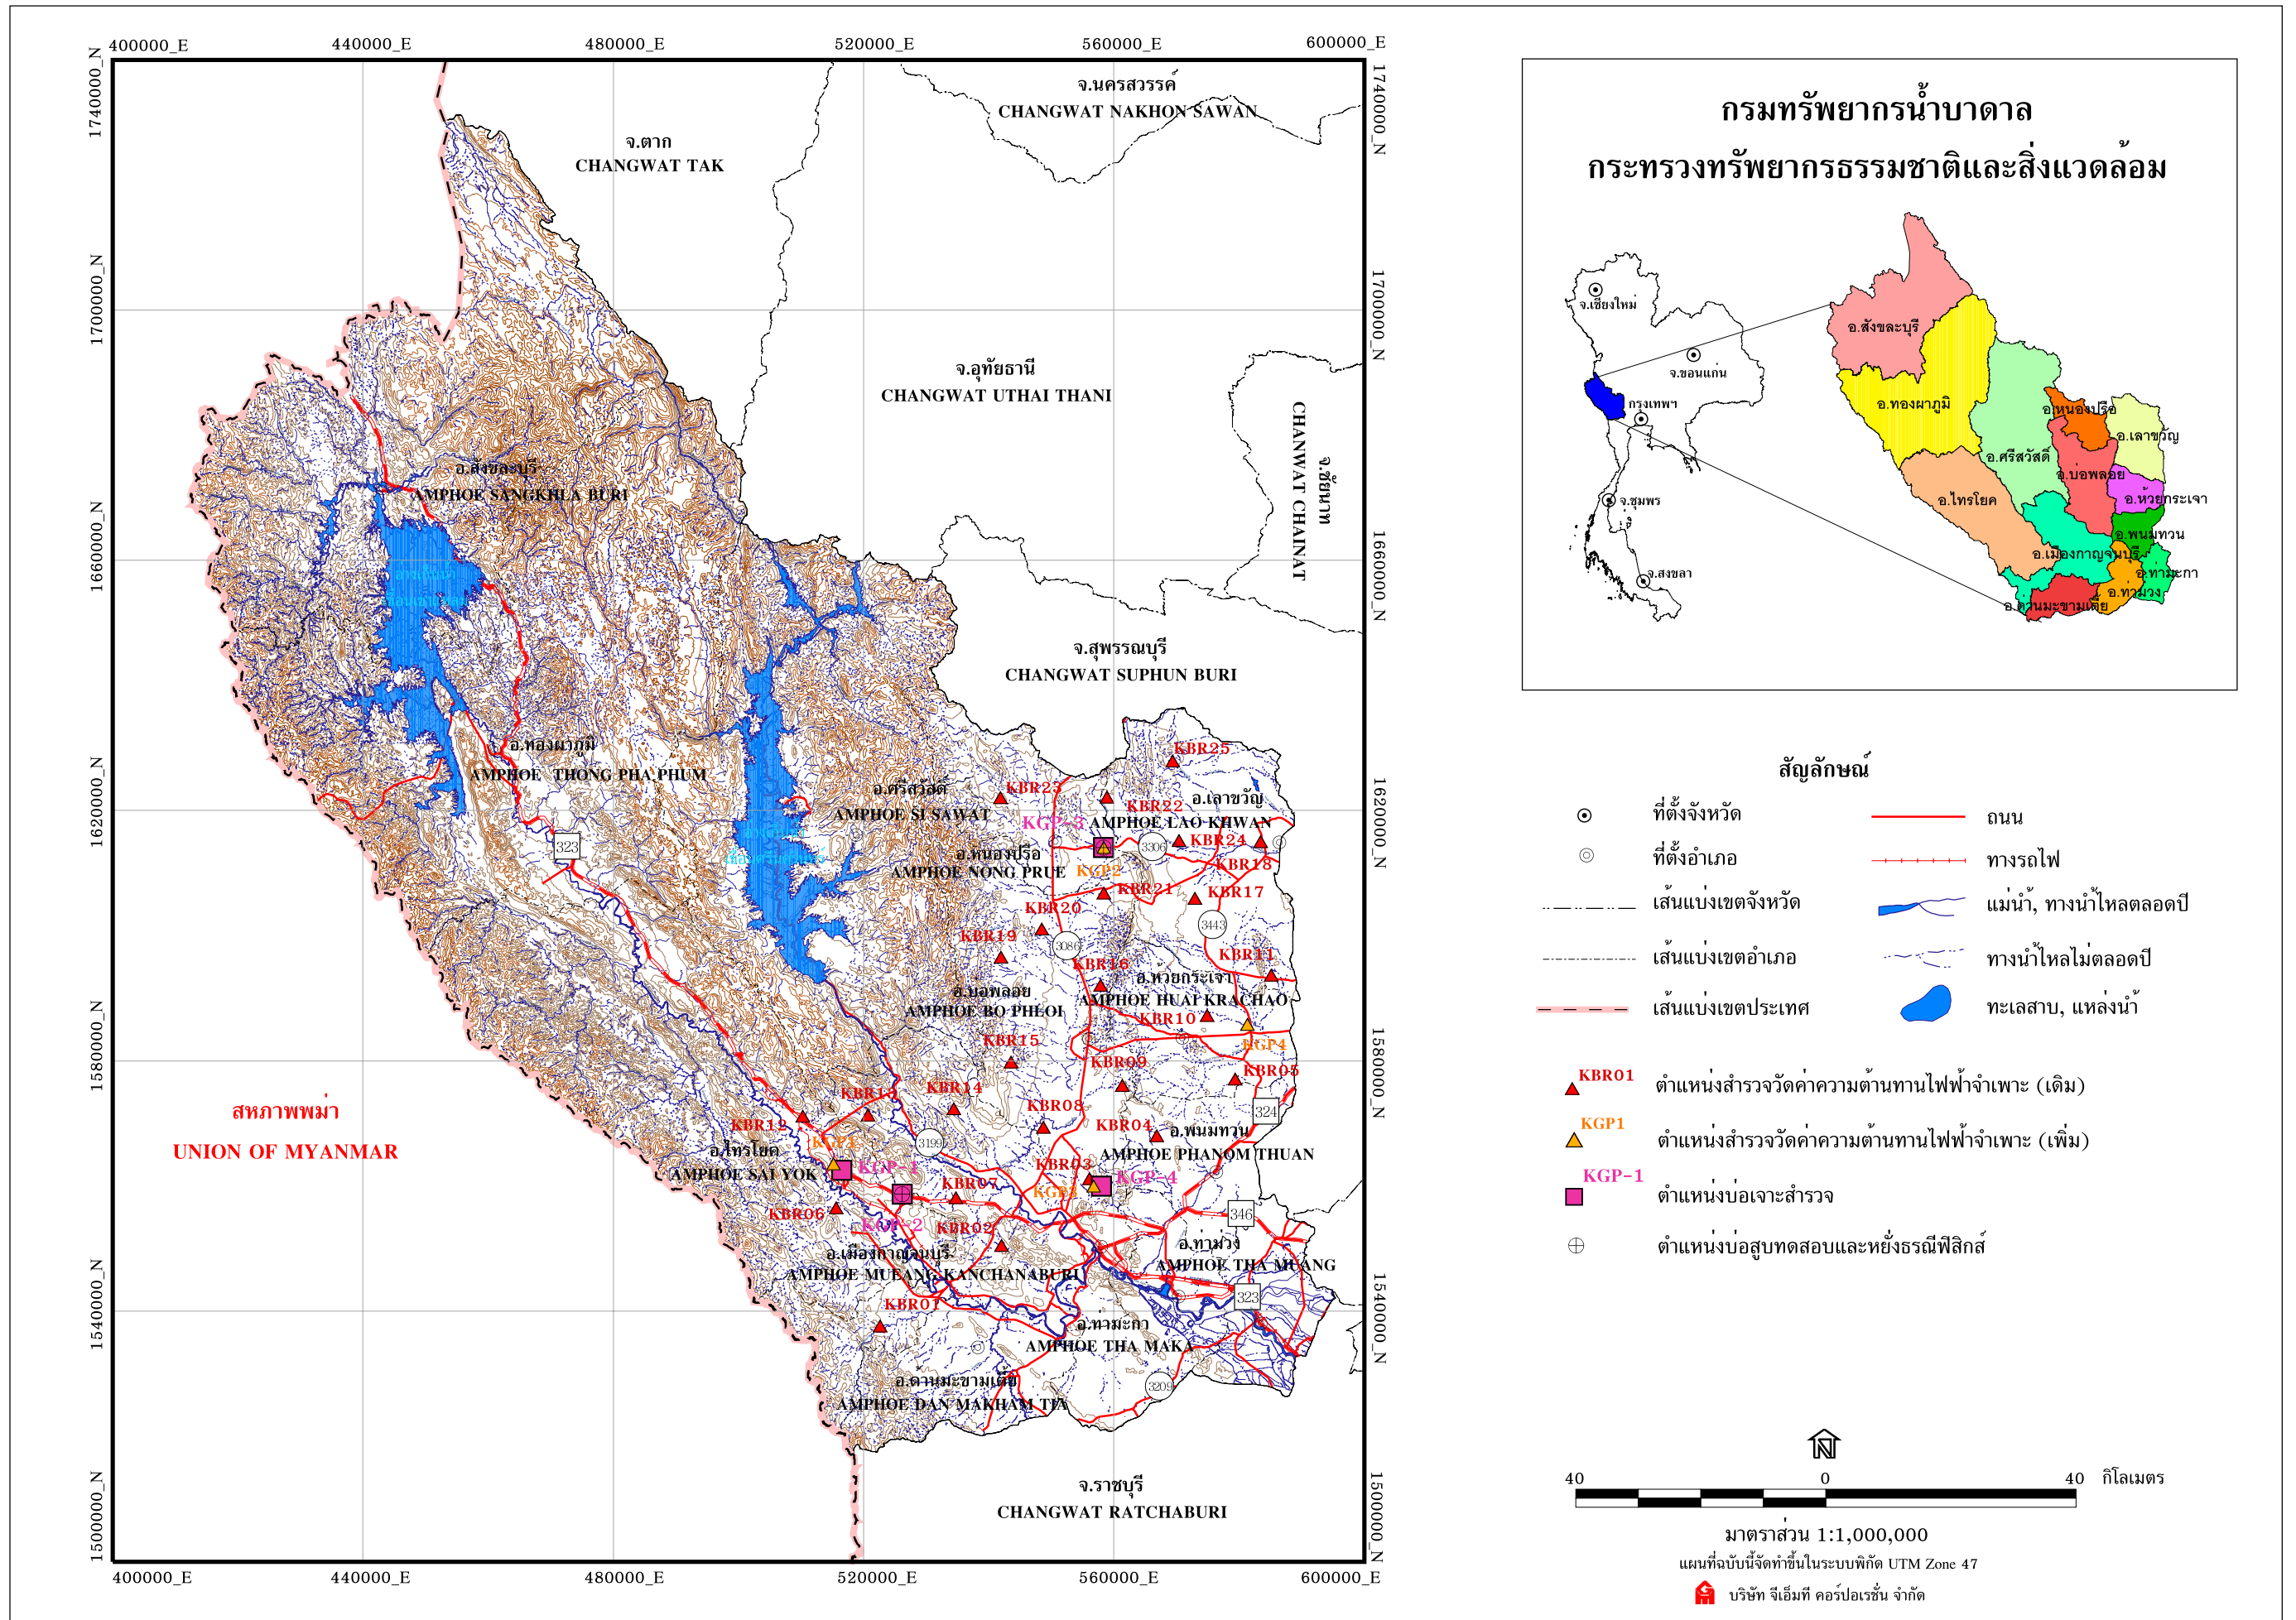 400000_E
440000_E
480000_E
520000_E
560000_E
600000_E
1740000_N
1700000_N
1660000_N
1620000_N
1580000_N
1540000_N
1500000_N
1740000_N
1700000_N
1660000_N
1620000_N
1580000_N
1540000_N
1500000_N
จ.นครสวรรค์
CHANGWAT NAKHON SAWAN
จ.ตาก
CHANGWAT TAK
จ.อุทัยธานี
CHANGWAT UTHAI THANI
จ.ชัยนาท
CHANWAT CHAINAT
อ.สังขละบุรี
AMPHOE SANGKHLA BURI
จ.สุพรรณบุรี
CHANGWAT SUPHUN BURI
อ.ทองผาภูมิ
AMPHOE THONG PHA PHUM
KBR25
อ.ศรีสวัสดิ์
KBR23
AMPHOE SI SAWAT
KBR22
อ.เลาขวัญ
KGP-3
AMPHOE LAO KHWAN
323
3306
KBR24
อ.หนองปรือ
AMPHOE NONG PRUE
KGP2
KBR18
KBR21
KBR17
KBR20
3443
KBR19
3086
KBR16
KBR11
อ.ห้วยกระเจา
อ.บ่อพลอย
AMPHOE HUAI KRACHAO
AMPHOE BO PHLOI
KBR10
KBR15
KGP4
KBR09
KBR05
KBR13
KBR14
KBR08
324
สหภาพพม่า
UNION OF MYANMAR
KBR12
KBR04
อ.พนมทวน
KGP1
3199
อ.ไทรโยค
AMPHOE PHANOM THUAN
AMPHOE SAI YOK
KGP-1
KBR03
KGP-4
KGP3
KBR07
KBR06
KGP-2
KBR02
346
อ.เมืองกาญจนบุรี
อ.ท่าม่วง
AMPHOE MUEANG KANCHANABURI
AMPHOE THA MUANG
KBR01
323
อ.ท่ามะกา
AMPHOE THA MAKA
อ.ด่านมะขามเตี้ย
3209
AMPHOE DAN MAKHAM TIA
จ.ราชบุรี
CHANGWAT RATCHABURI
400000_E
440000_E
480000_E
520000_E
560000_E
600000_E
กรมทรัพยากรน้ำบาดาล
กระทรวงทรัพยากรธรรมชาติและสิ่งแวดล้อม
จ.เชียงใหม่
จ.ขอนแก่น
กรุงเทพฯ
จ.ชุมพร
จ.สงขลา
อ.สังขละบุรี
อ.ทองผาภูมิ
อ.หนองปรือ
อ.เลาขวัญ
อ.ศรีสวัสดิ์
อ.บ่อพลอย
อ.ไทรโยค
อ.ห้วยกระเจา
อ.พนมทวน
อ.เมืองกาญจนบุรี
อ.ท่ามะกา
อ.ท่าม่วง
อ.ด่านมะขามเตี้ย
สัญลักษณ์
ที่ตั้งจังหวัด
ถนน
ที่ตั้งอำเภอ
ทางรถไฟ
เส้นแบ่งเขตจังหวัด
แม่น้ำ, ทางน้ำไหลตลอดปี
เส้นแบ่งเขตอำเภอ
ทางน้ำไหลไม่ตลอดปี
เส้นแบ่งเขตประเทศ
ทะเลสาบ, แหล่งน้ำ
KBR01 ตำแหน่งสำรวจวัดค่าความต้านทานไฟฟ้าจำเพาะ (เดิม)
KGP1 ตำแหน่งสำรวจวัดค่าความต้านทานไฟฟ้าจำเพาะ (เพิ่ม)
KGP-1 ตำแหน่งบ่อเจาะสำรวจ
ตำแหน่งบ่อสูบทดสอบและหยั่งธรณีฟิสิกส์
N
40 0 40 กิโลเมตร
มาตราส่วน 1:1,000,000
แผนที่ฉบับนี้จัดทำขึ้นในระบบพิกัด UTM Zone 47
บริษัท จีเอ็มที คอร์ปอเรชั่น จำกัด